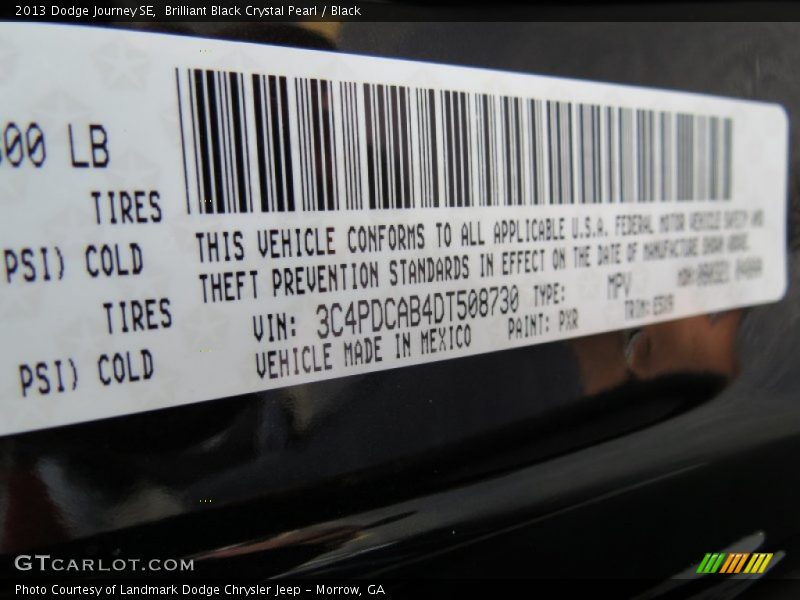 2013 Dodge Journey SE, Brilliant Black Crystal Pearl / Black
00 LB
TIRES
PSI) COLD
TIRES
PSI) COLD
THIS VEHICLE CONFORMS TO ALL APPLICABLE U.S.A. FEDERAL MOTOR VEHICLE SAFETY AND
THEFT PREVENTION STANDARDS IN EFFECT ON THE DATE OF MANUFACTURE SHOWN ABOVE.
VIN: 3C4PDCAB4DT508730 TYPE: MPV
VEHICLE MADE IN MEXICO PAINT: PXR TRIM:
GTCARLOT.COM
Photo Courtesy of Landmark Dodge Chrysler Jeep - Morrow, GA